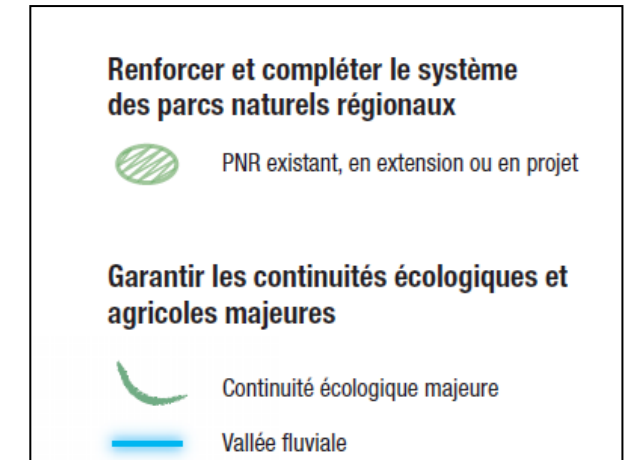 Renforcer et compléter le système
des parcs naturels régionaux
PNR existant, en extension ou en projet
Garantir les continuités écologiques et
agricoles majeures
Continuité écologique majeure
Vallée fluviale